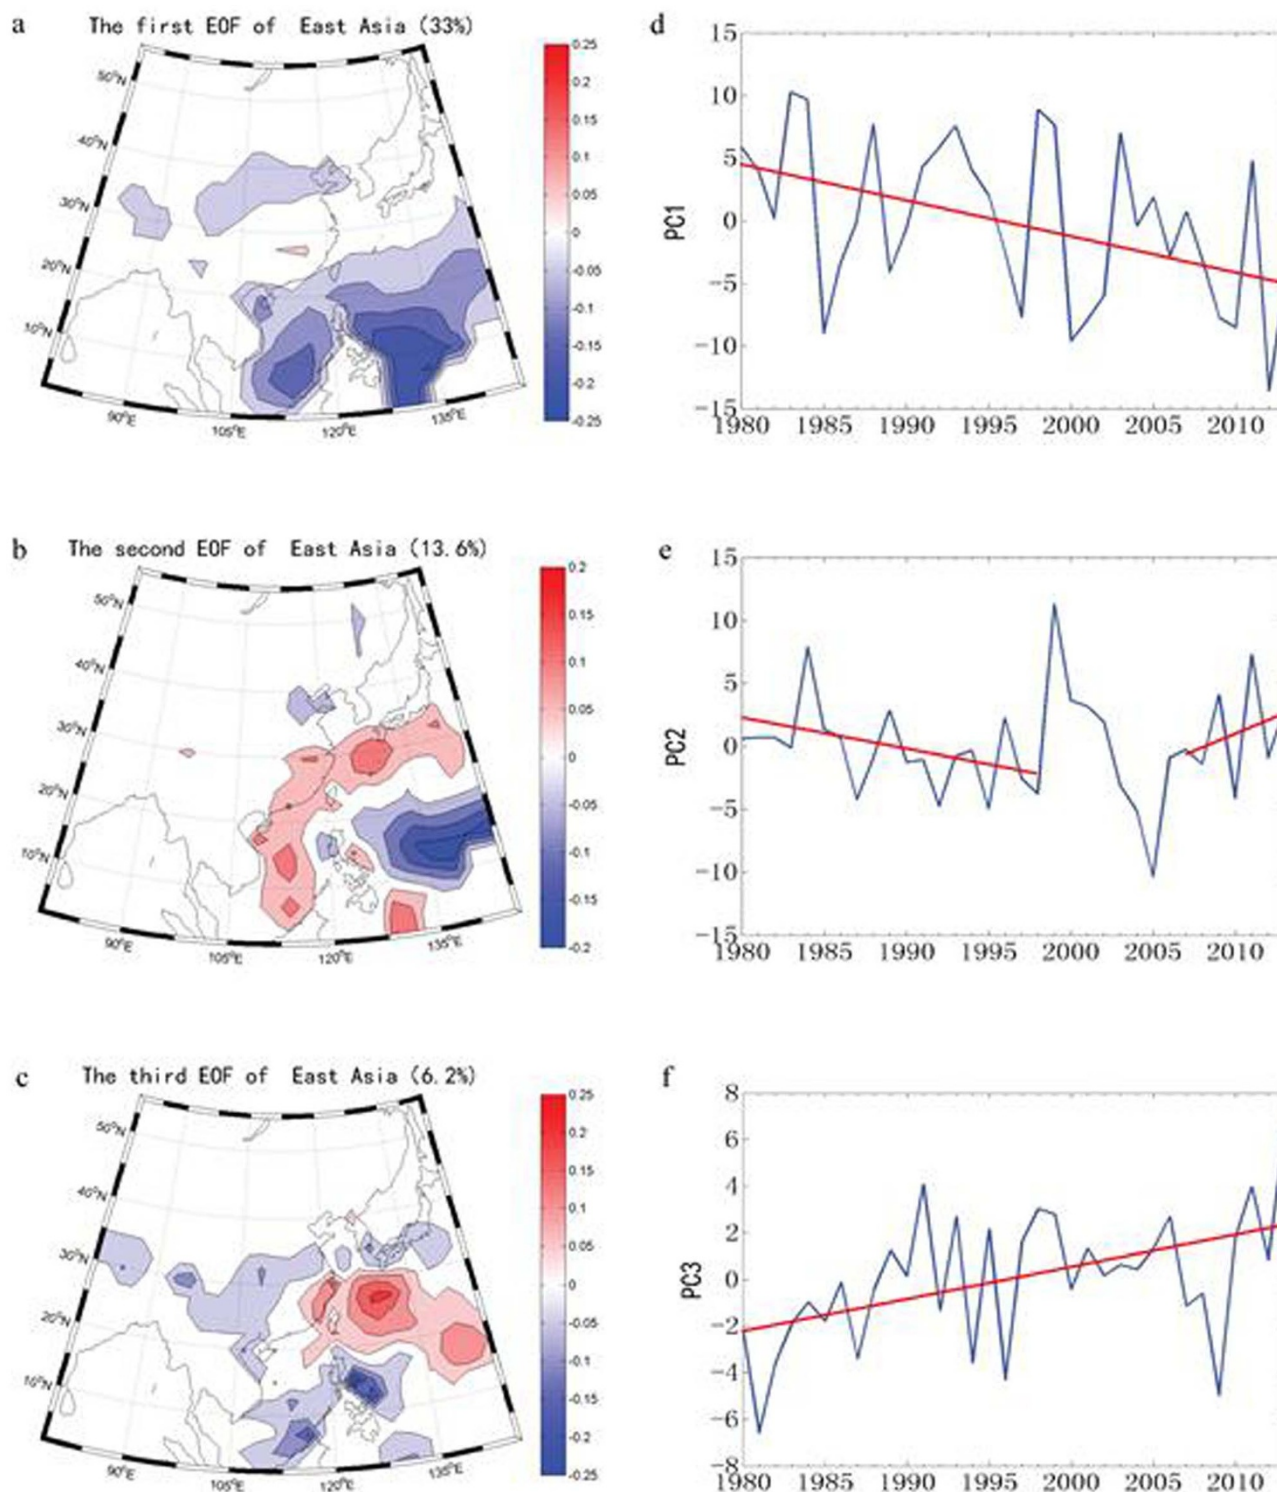 a
The first EOF of East Asia (33%)
50°N
40°N
30°N
20°N
10°N
90°E
105°E
120°E
135°E
0.25
0.2
0.15
0.1
0.05
0
-0.05
-0.1
-0.15
-0.2
-0.25
d
PC1
15
10
5
0
−5
−10
−15
1980 1985 1990 1995 2000 2005 2010
b
The second EOF of East Asia (13.6%)
50°N
40°N
30°N
20°N
10°N
90°E
105°E
120°E
135°E
0.2
0.15
0.1
0.05
0
-0.05
-0.1
-0.15
-0.2
e
PC2
15
10
5
0
−5
−10
−15
1980 1985 1990 1995 2000 2005 2010
c
The third EOF of East Asia (6.2%)
50°N
40°N
30°N
20°N
10°N
90°E
105°E
120°E
135°E
0.25
0.2
0.15
0.1
0.05
0
-0.05
-0.1
-0.15
-0.2
-0.25
f
PC3
8
6
4
2
0
−2
−4
−6
−8
1980 1985 1990 1995 2000 2005 2010